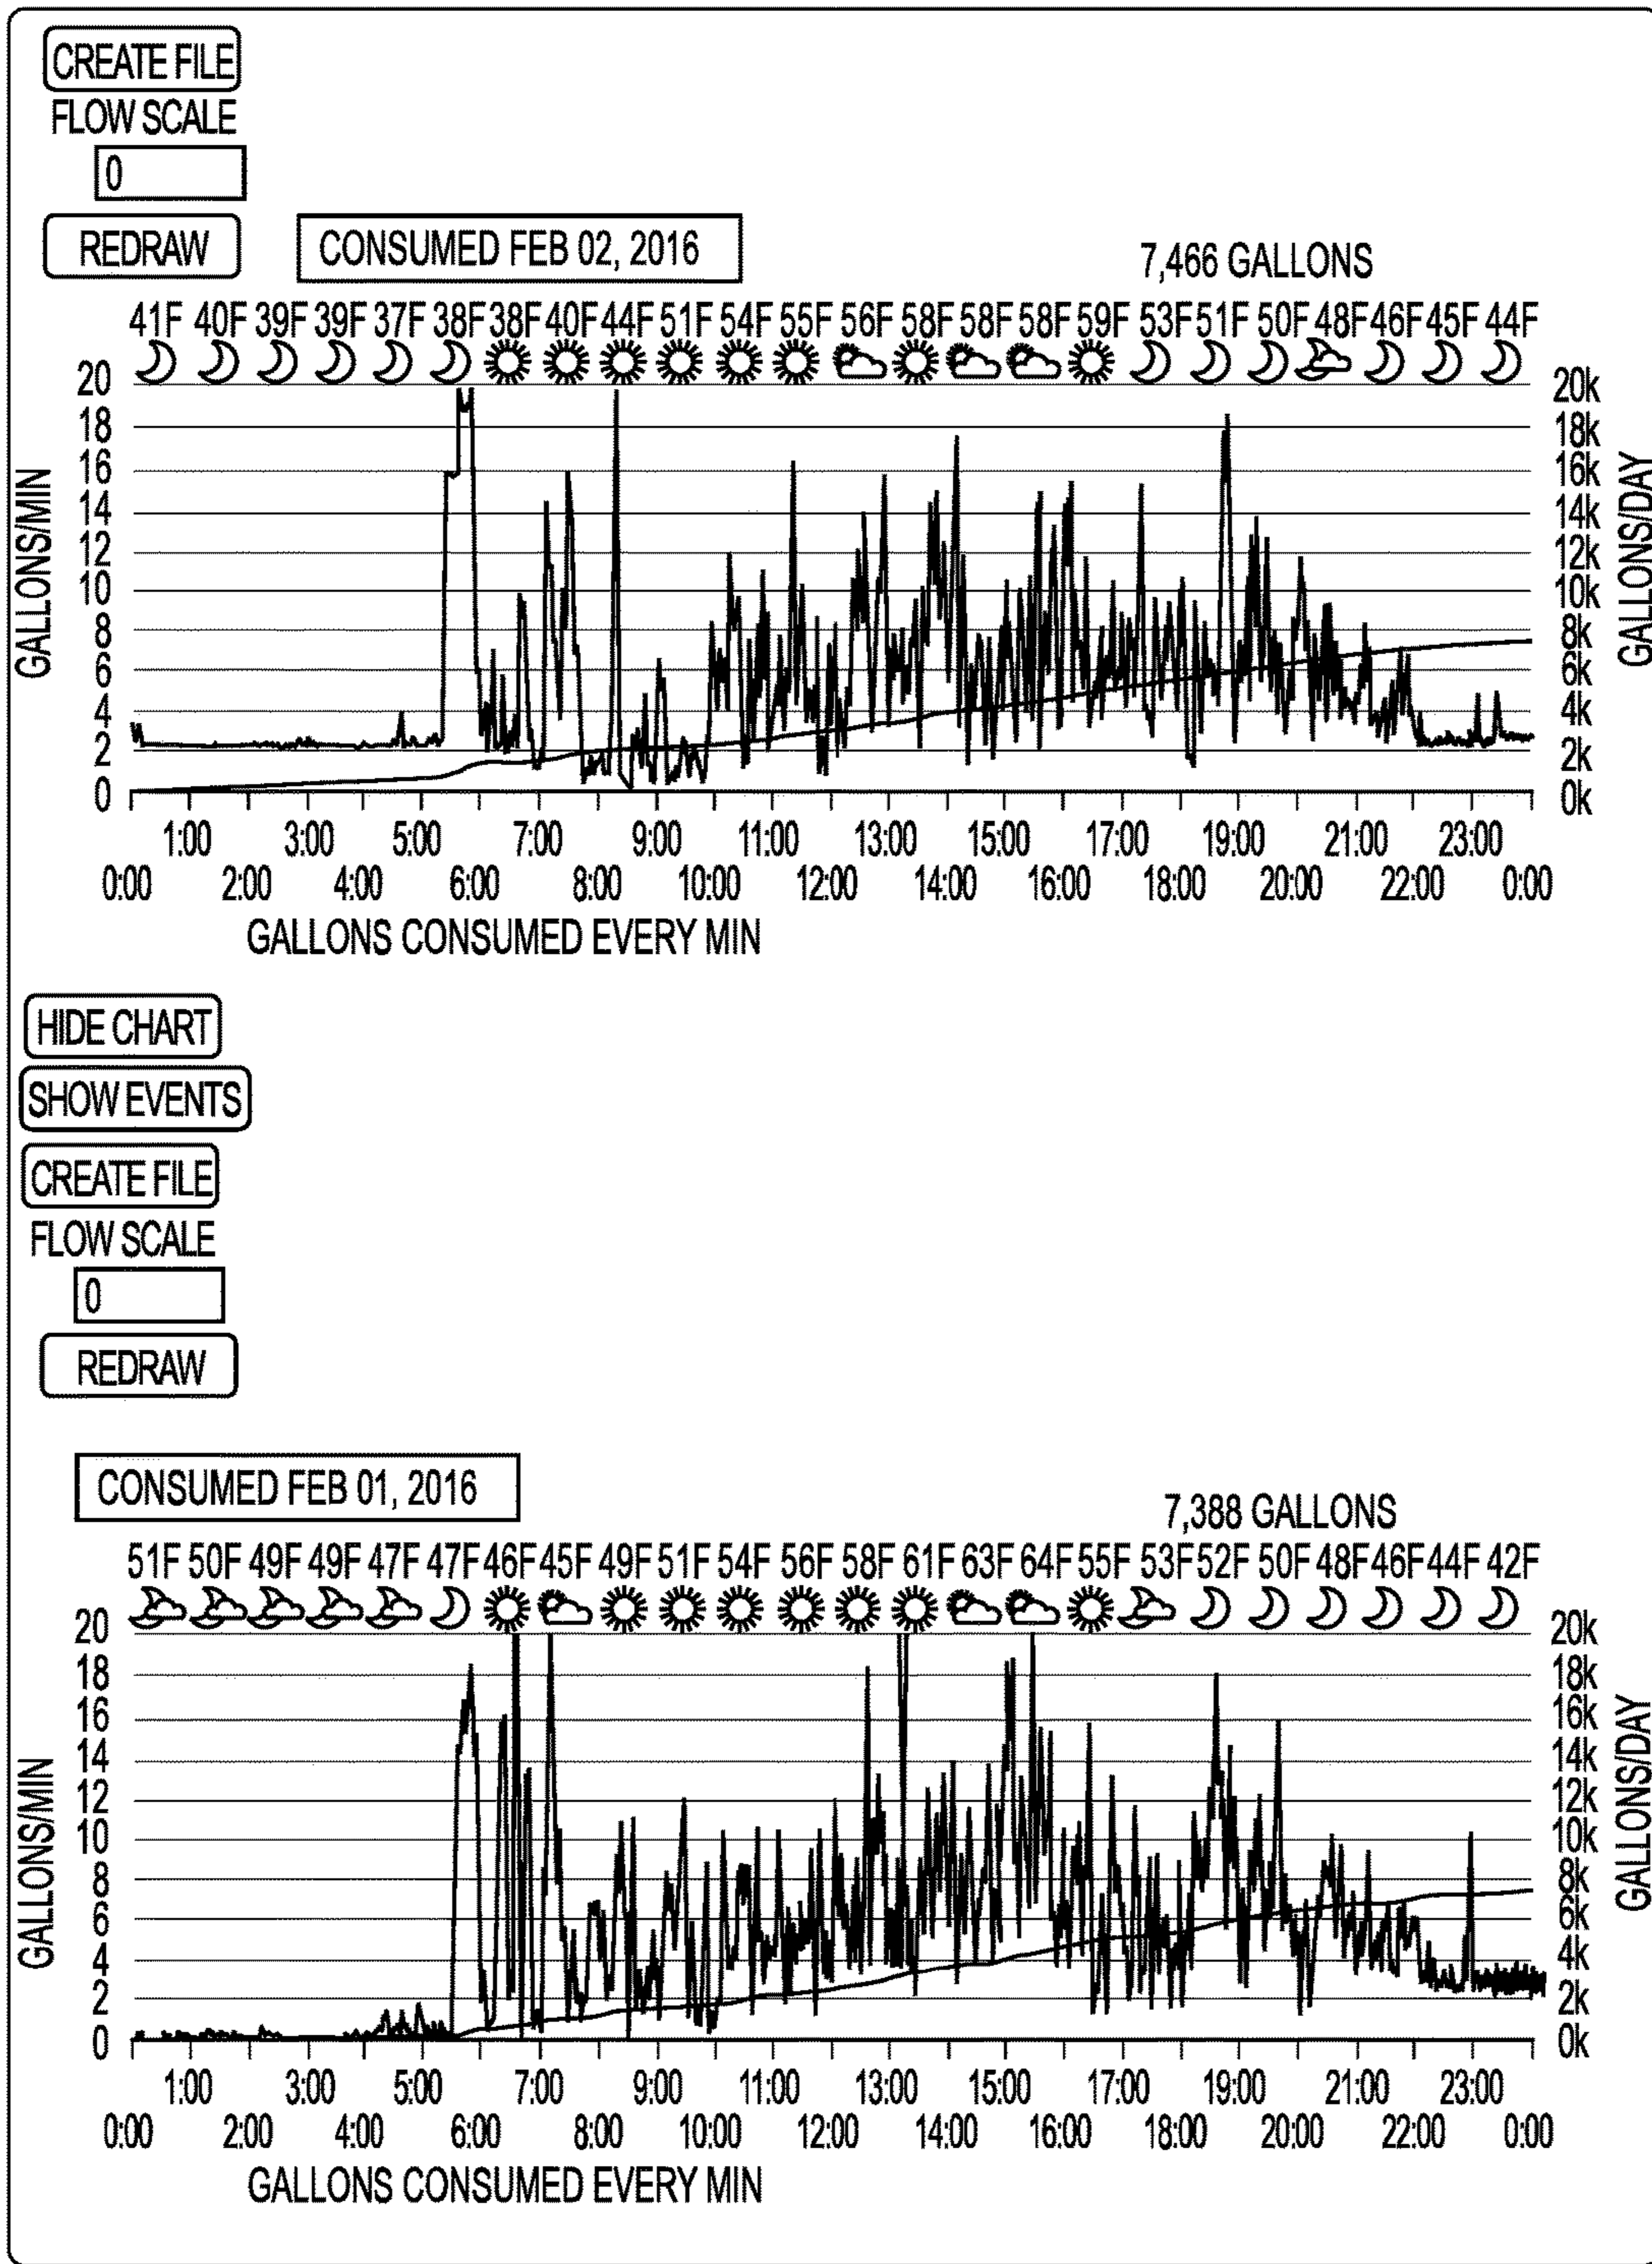 CREATE FILE
FLOW SCALE
0
REDRAW
CONSUMED FEB 02, 2016
7,466 GALLONS
41F 40F 39F 39F 37F 38F 38F 40F 44F 51F 54F 55F 56F 58F 58F 58F 59F 53F 51F 50F 48F 46F 45F 44F
GALLONS/MIN
20 20k
18 18k
16 16k
14 14k
12 12k
10 10k
8 8k
6 6k
4 4k
2 2k
0 0k
GALLONS/DAY
1:00 3:00 5:00 7:00 9:00 11:00 13:00 15:00 17:00 19:00 21:00 23:00
0:00 2:00 4:00 6:00 8:00 10:00 12:00 14:00 16:00 18:00 20:00 22:00 0:00
GALLONS CONSUMED EVERY MIN
HIDE CHART
SHOW EVENTS
CREATE FILE
FLOW SCALE
0
REDRAW
CONSUMED FEB 01, 2016
7,388 GALLONS
51F 50F 49F 49F 47F 47F 46F 45F 49F 51F 54F 56F 58F 61F 63F 64F 55F 53F 52F 50F 48F 46F 44F 42F
GALLONS/MIN
20 20k
18 18k
16 16k
14 14k
12 12k
10 10k
8 8k
6 6k
4 4k
2 2k
0 0k
GALLONS/DAY
1:00 3:00 5:00 7:00 9:00 11:00 13:00 15:00 17:00 19:00 21:00 23:00
0:00 2:00 4:00 6:00 8:00 10:00 12:00 14:00 16:00 18:00 20:00 22:00 0:00
GALLONS CONSUMED EVERY MIN